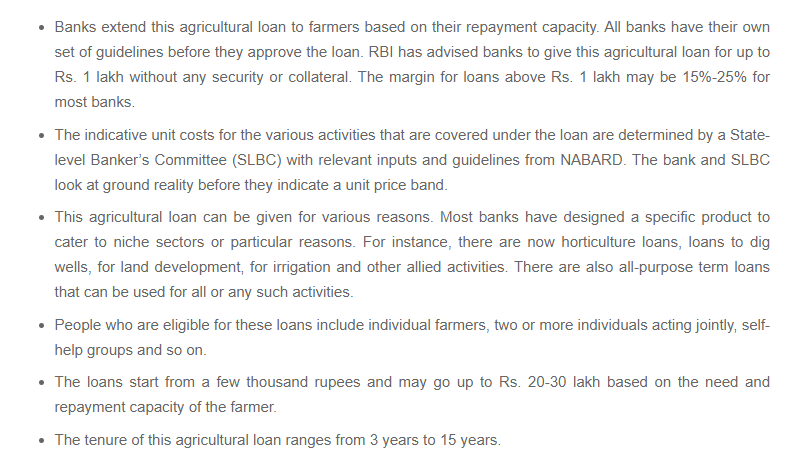 • Banks extend this agricultural loan to farmers based on their repayment capacity. All banks have their own
set of guidelines before they approve the loan. RBI has advised banks to give this agricultural loan for up to
Rs. 1 lakh without any security or collateral. The margin for loans above Rs. 1 lakh may be 15%-25% for
most banks.
• The indicative unit costs for the various activities that are covered under the loan are determined by a State-
level Banker’s Committee (SLBC) with relevant inputs and guidelines from NABARD. The bank and SLBC
look at ground reality before they indicate a unit price band.
• This agricultural loan can be given for various reasons. Most banks have designed a specific product to
cater to niche sectors or particular reasons. For instance, there are now horticulture loans, loans to dig
wells, for land development, for irrigation and other allied activities. There are also all-purpose term loans
that can be used for all or any such activities.
• People who are eligible for these loans include individual farmers, two or more individuals acting jointly, self-
help groups and so on.
• The loans start from a few thousand rupees and may go up to Rs. 20-30 lakh based on the need and
repayment capacity of the farmer.
• The tenure of this agricultural loan ranges from 3 years to 15 years.